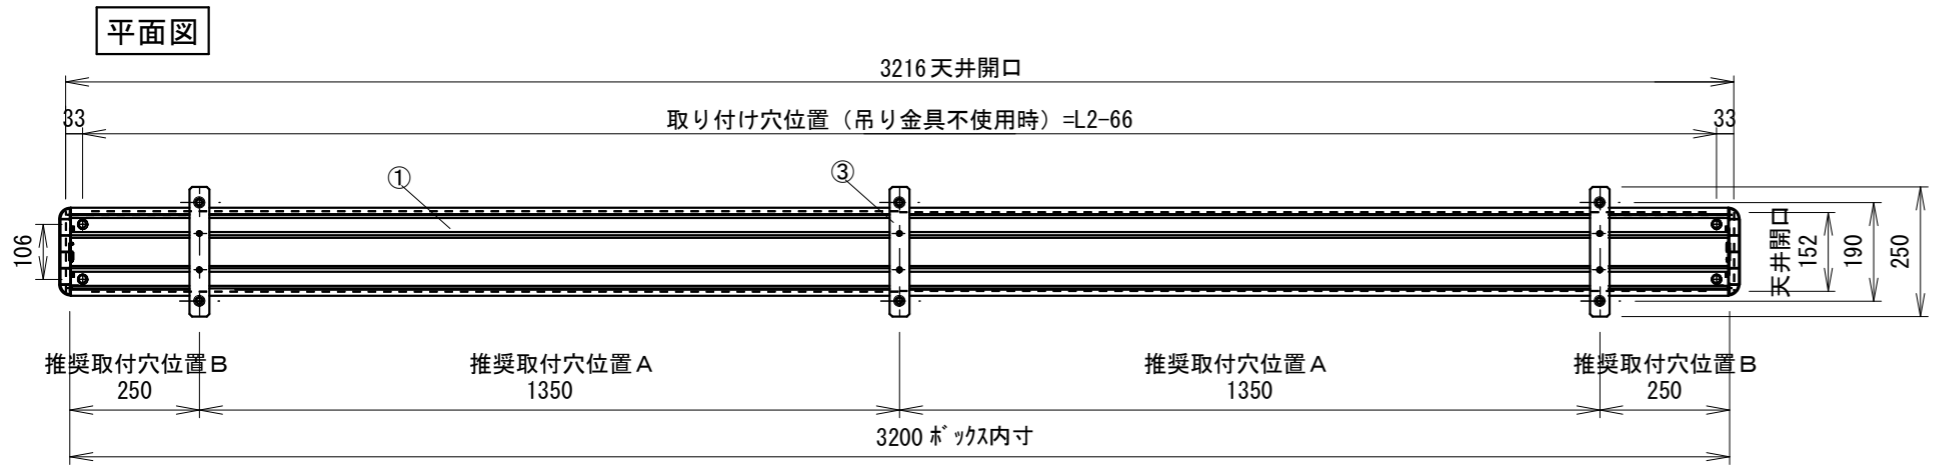 平面図
3216 天井開口
33
取り付け穴位置（吊り金具不使用時）=L2-66
33
①
③
106
天井開口
152
190
250
推奨取付穴位置B
250
推奨取付穴位置A
1350
推奨取付穴位置A
1350
推奨取付穴位置B
250
3200 ﾎﾞｯｸｽ内寸